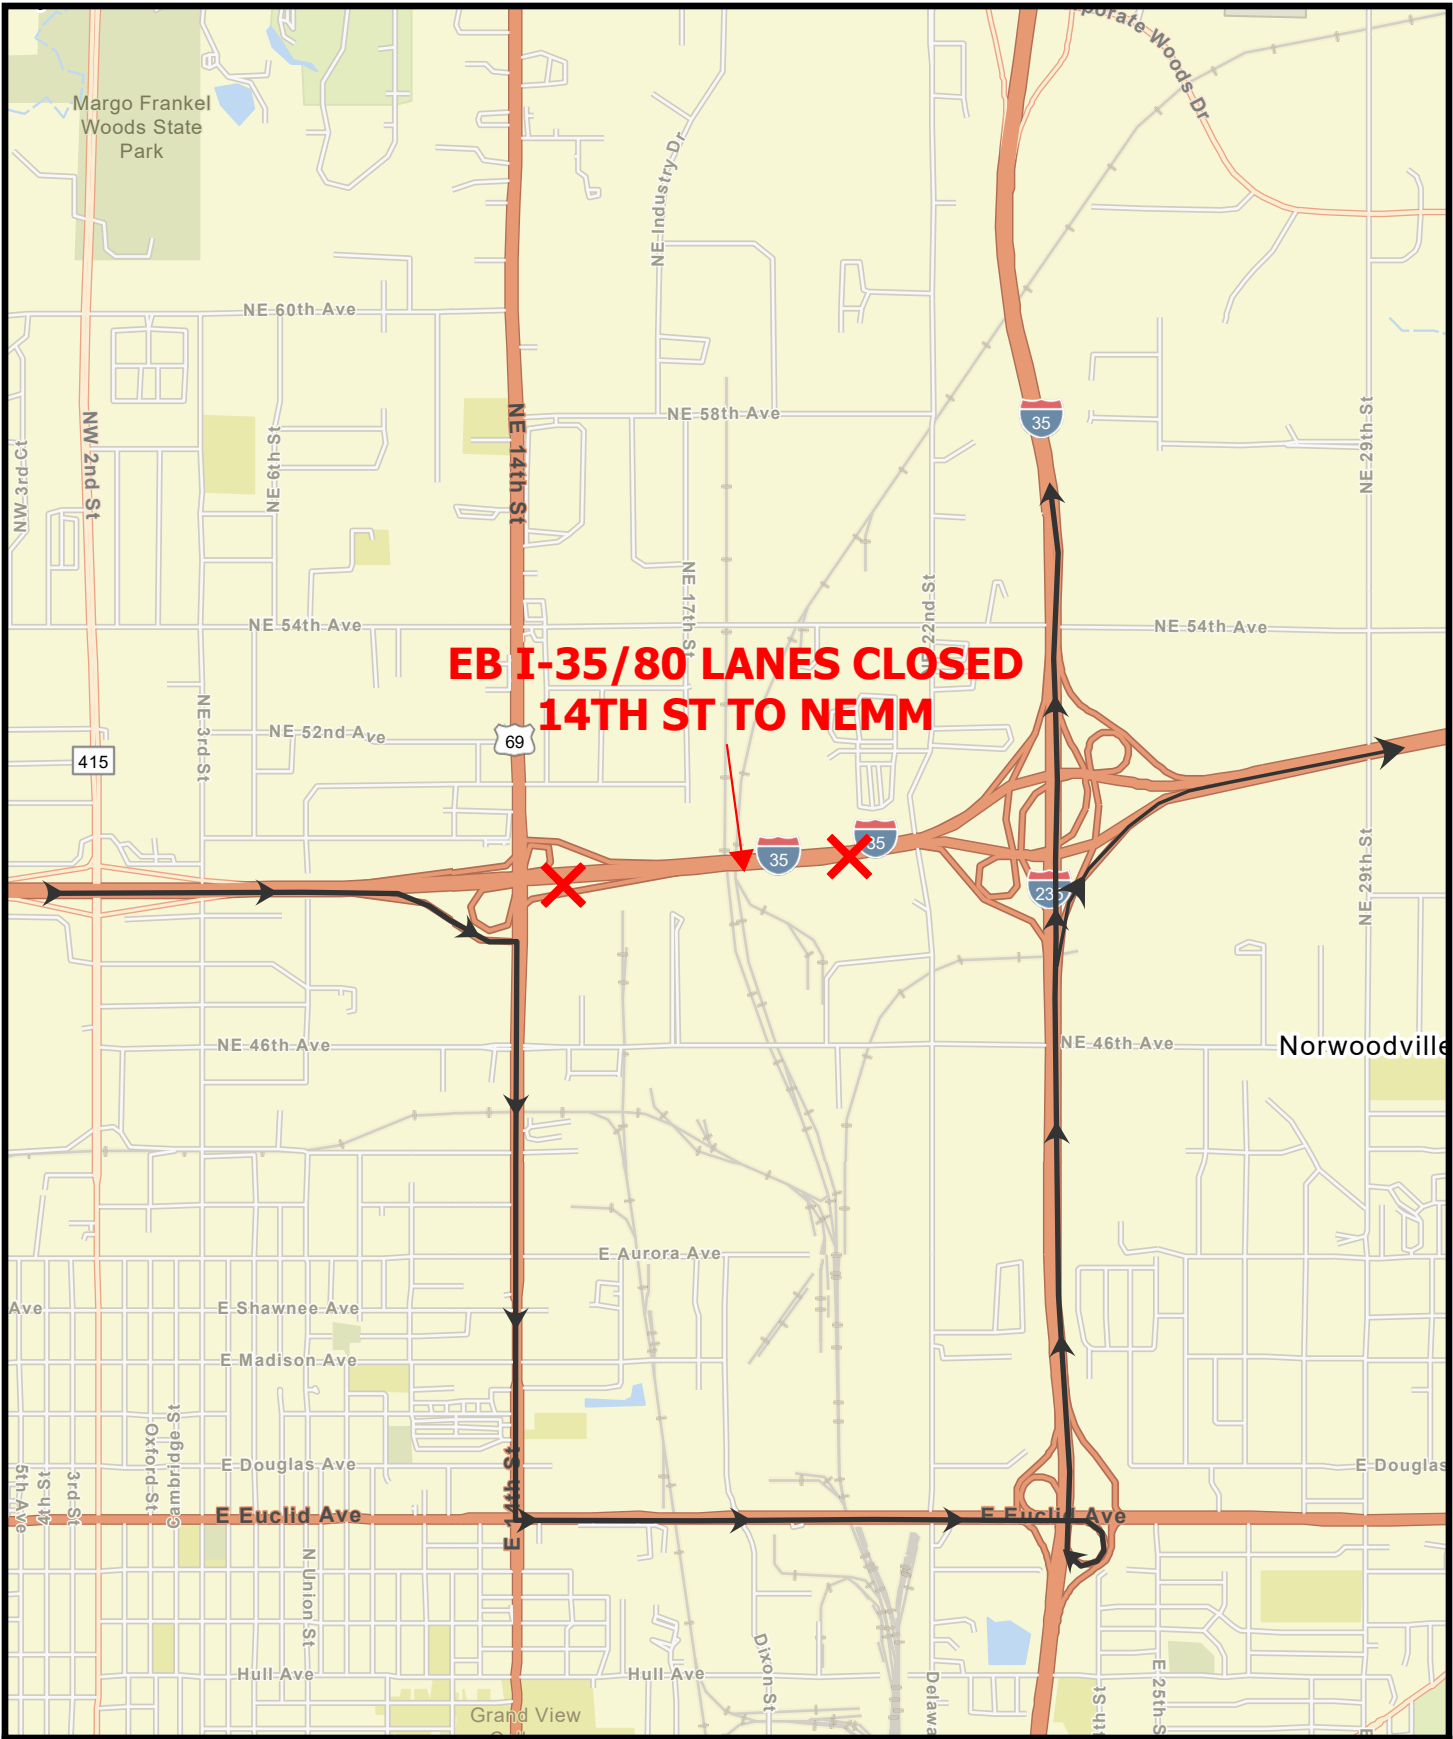 Corporate Woods Dr
Margo Frankel
Woods State
Park
NE Industry Dr
NE 60th Ave
NE 58th Ave
35
NE 14th St
NW 2nd St
NW 3rd Ct
NE 6th St
NE 29th St
NE 17th St
NE 22nd St
NE 54th Ave
NE 54th Ave
EB I-35/80 LANES CLOSED
14TH ST TO NEMM
NE 3rd St
NE 52nd Ave
69
415
35
35
235
NE 29th St
NE 46th Ave
NE 46th Ave
Norwoodville
E Aurora Ave
Ave
E Shawnee Ave
E Madison Ave
Oxford St
Cambridge St
5th Ave
4th St
3rd St
E Douglas Ave
E Douglas
E Euclid Ave
E 14th St
E Euclid Ave
N Union St
Hull Ave
Hull Ave
Dixon St
Delawa
E 25th S
Grand View